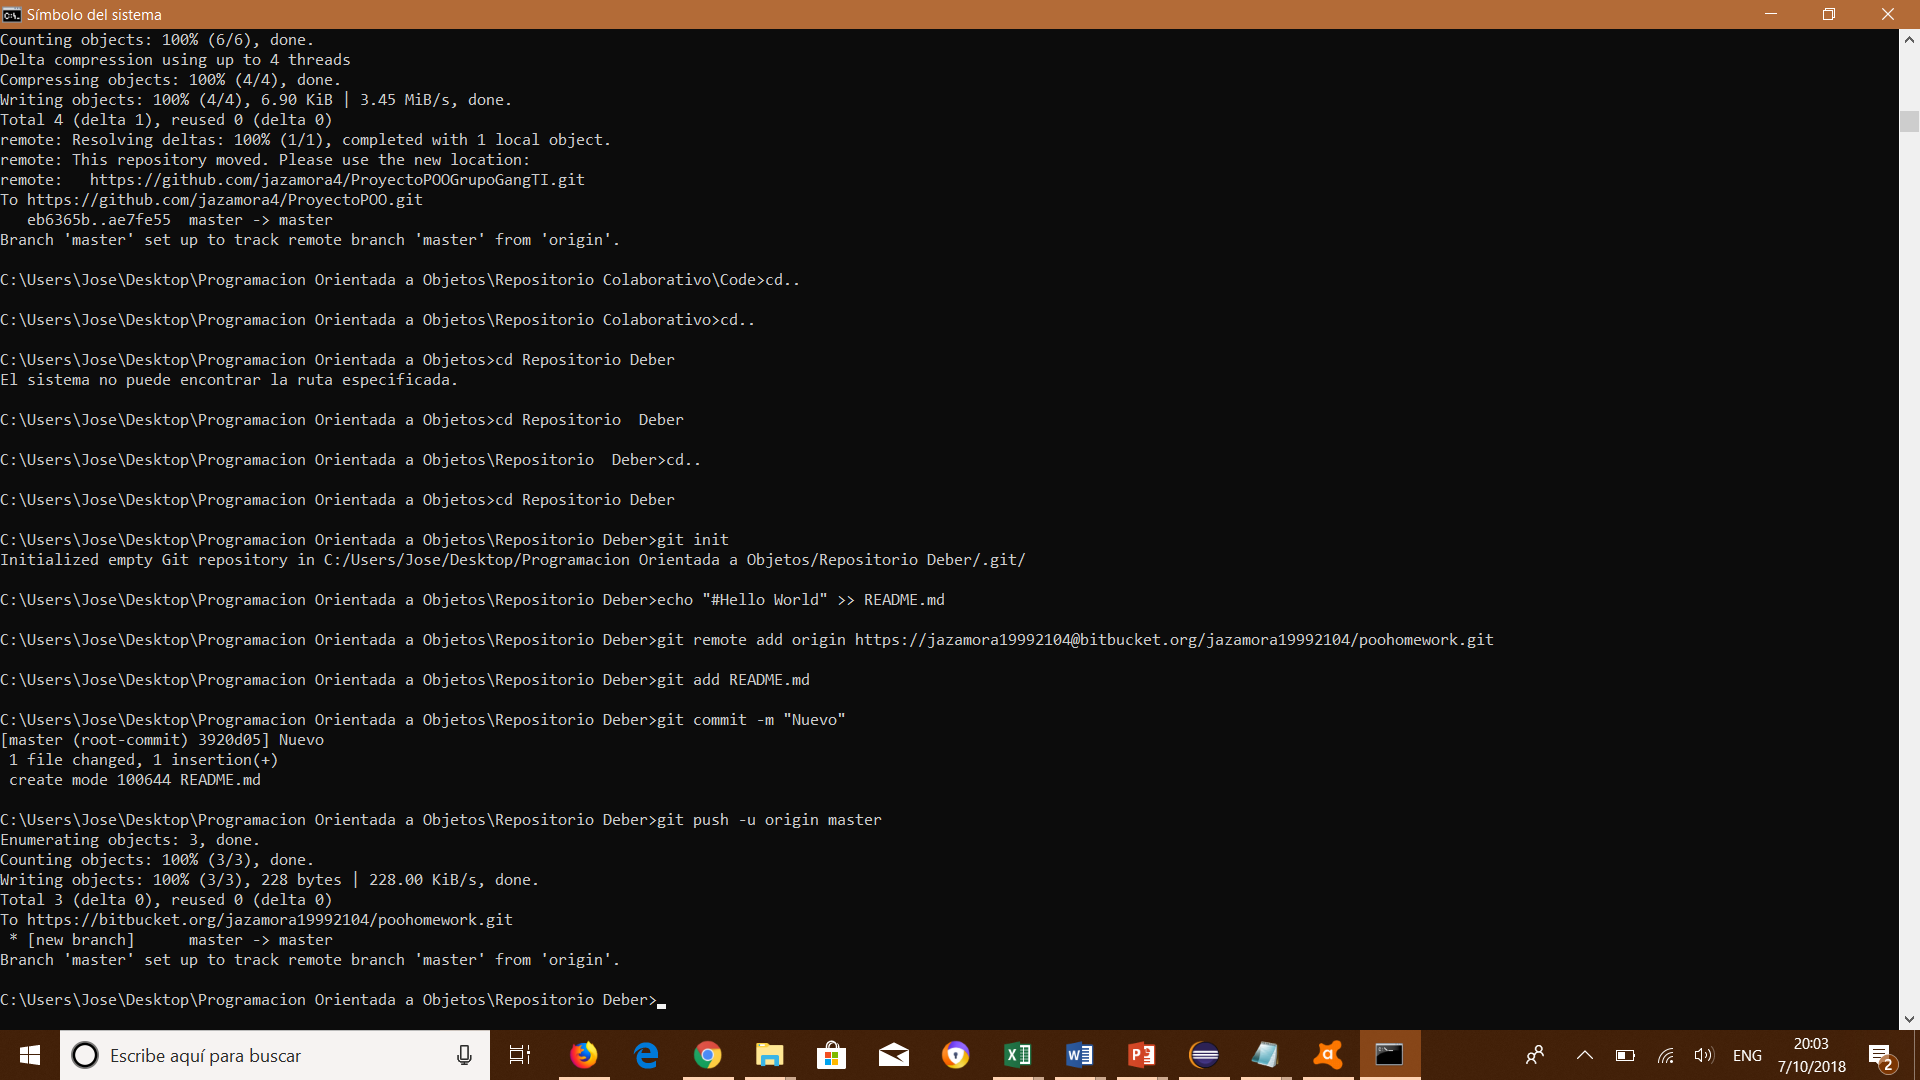 Símbolo del sistema
Counting objects: 100% (6/6), done.
Delta compression using up to 4 threads
Compressing objects: 100% (4/4), done.
Writing objects: 100% (4/4), 6.90 KiB | 3.45 MiB/s, done.
Total 4 (delta 1), reused 0 (delta 0)
remote: Resolving deltas: 100% (1/1), completed with 1 local object.
remote: This repository moved. Please use the new location:
remote:   https://github.com/jazamora4/ProyectoPOOGrupoGangTI.git
To https://github.com/jazamora4/ProyectoPOO.git
   eb6365b..ae7fe55  master -> master
Branch 'master' set up to track remote branch 'master' from 'origin'.

C:\Users\Jose\Desktop\Programacion Orientada a Objetos\Repositorio Colaborativo\Code>cd..

C:\Users\Jose\Desktop\Programacion Orientada a Objetos\Repositorio Colaborativo>cd..

C:\Users\Jose\Desktop\Programacion Orientada a Objetos>cd Repositorio Deber
El sistema no puede encontrar la ruta especificada.

C:\Users\Jose\Desktop\Programacion Orientada a Objetos>cd Repositorio  Deber

C:\Users\Jose\Desktop\Programacion Orientada a Objetos\Repositorio  Deber>cd..

C:\Users\Jose\Desktop\Programacion Orientada a Objetos>cd Repositorio Deber

C:\Users\Jose\Desktop\Programacion Orientada a Objetos\Repositorio Deber>git init
Initialized empty Git repository in C:/Users/Jose/Desktop/Programacion Orientada a Objetos/Repositorio Deber/.git/

C:\Users\Jose\Desktop\Programacion Orientada a Objetos\Repositorio Deber>echo "#Hello World" >> README.md

C:\Users\Jose\Desktop\Programacion Orientada a Objetos\Repositorio Deber>git remote add origin https://jazamora19992104@bitbucket.org/jazamora19992104/poohomework.git

C:\Users\Jose\Desktop\Programacion Orientada a Objetos\Repositorio Deber>git add README.md

C:\Users\Jose\Desktop\Programacion Orientada a Objetos\Repositorio Deber>git commit -m "Nuevo"
[master (root-commit) 3920d05] Nuevo
 1 file changed, 1 insertion(+)
 create mode 100644 README.md

C:\Users\Jose\Desktop\Programacion Orientada a Objetos\Repositorio Deber>git push -u origin master
Enumerating objects: 3, done.
Counting objects: 100% (3/3), done.
Writing objects: 100% (3/3), 228 bytes | 228.00 KiB/s, done.
Total 3 (delta 0), reused 0 (delta 0)
To https://bitbucket.org/jazamora19992104/poohomework.git
 * [new branch]      master -> master
Branch 'master' set up to track remote branch 'master' from 'origin'.

C:\Users\Jose\Desktop\Programacion Orientada a Objetos\Repositorio Deber>
Escribe aquí para buscar
ENG
20:03
7/10/2018
2